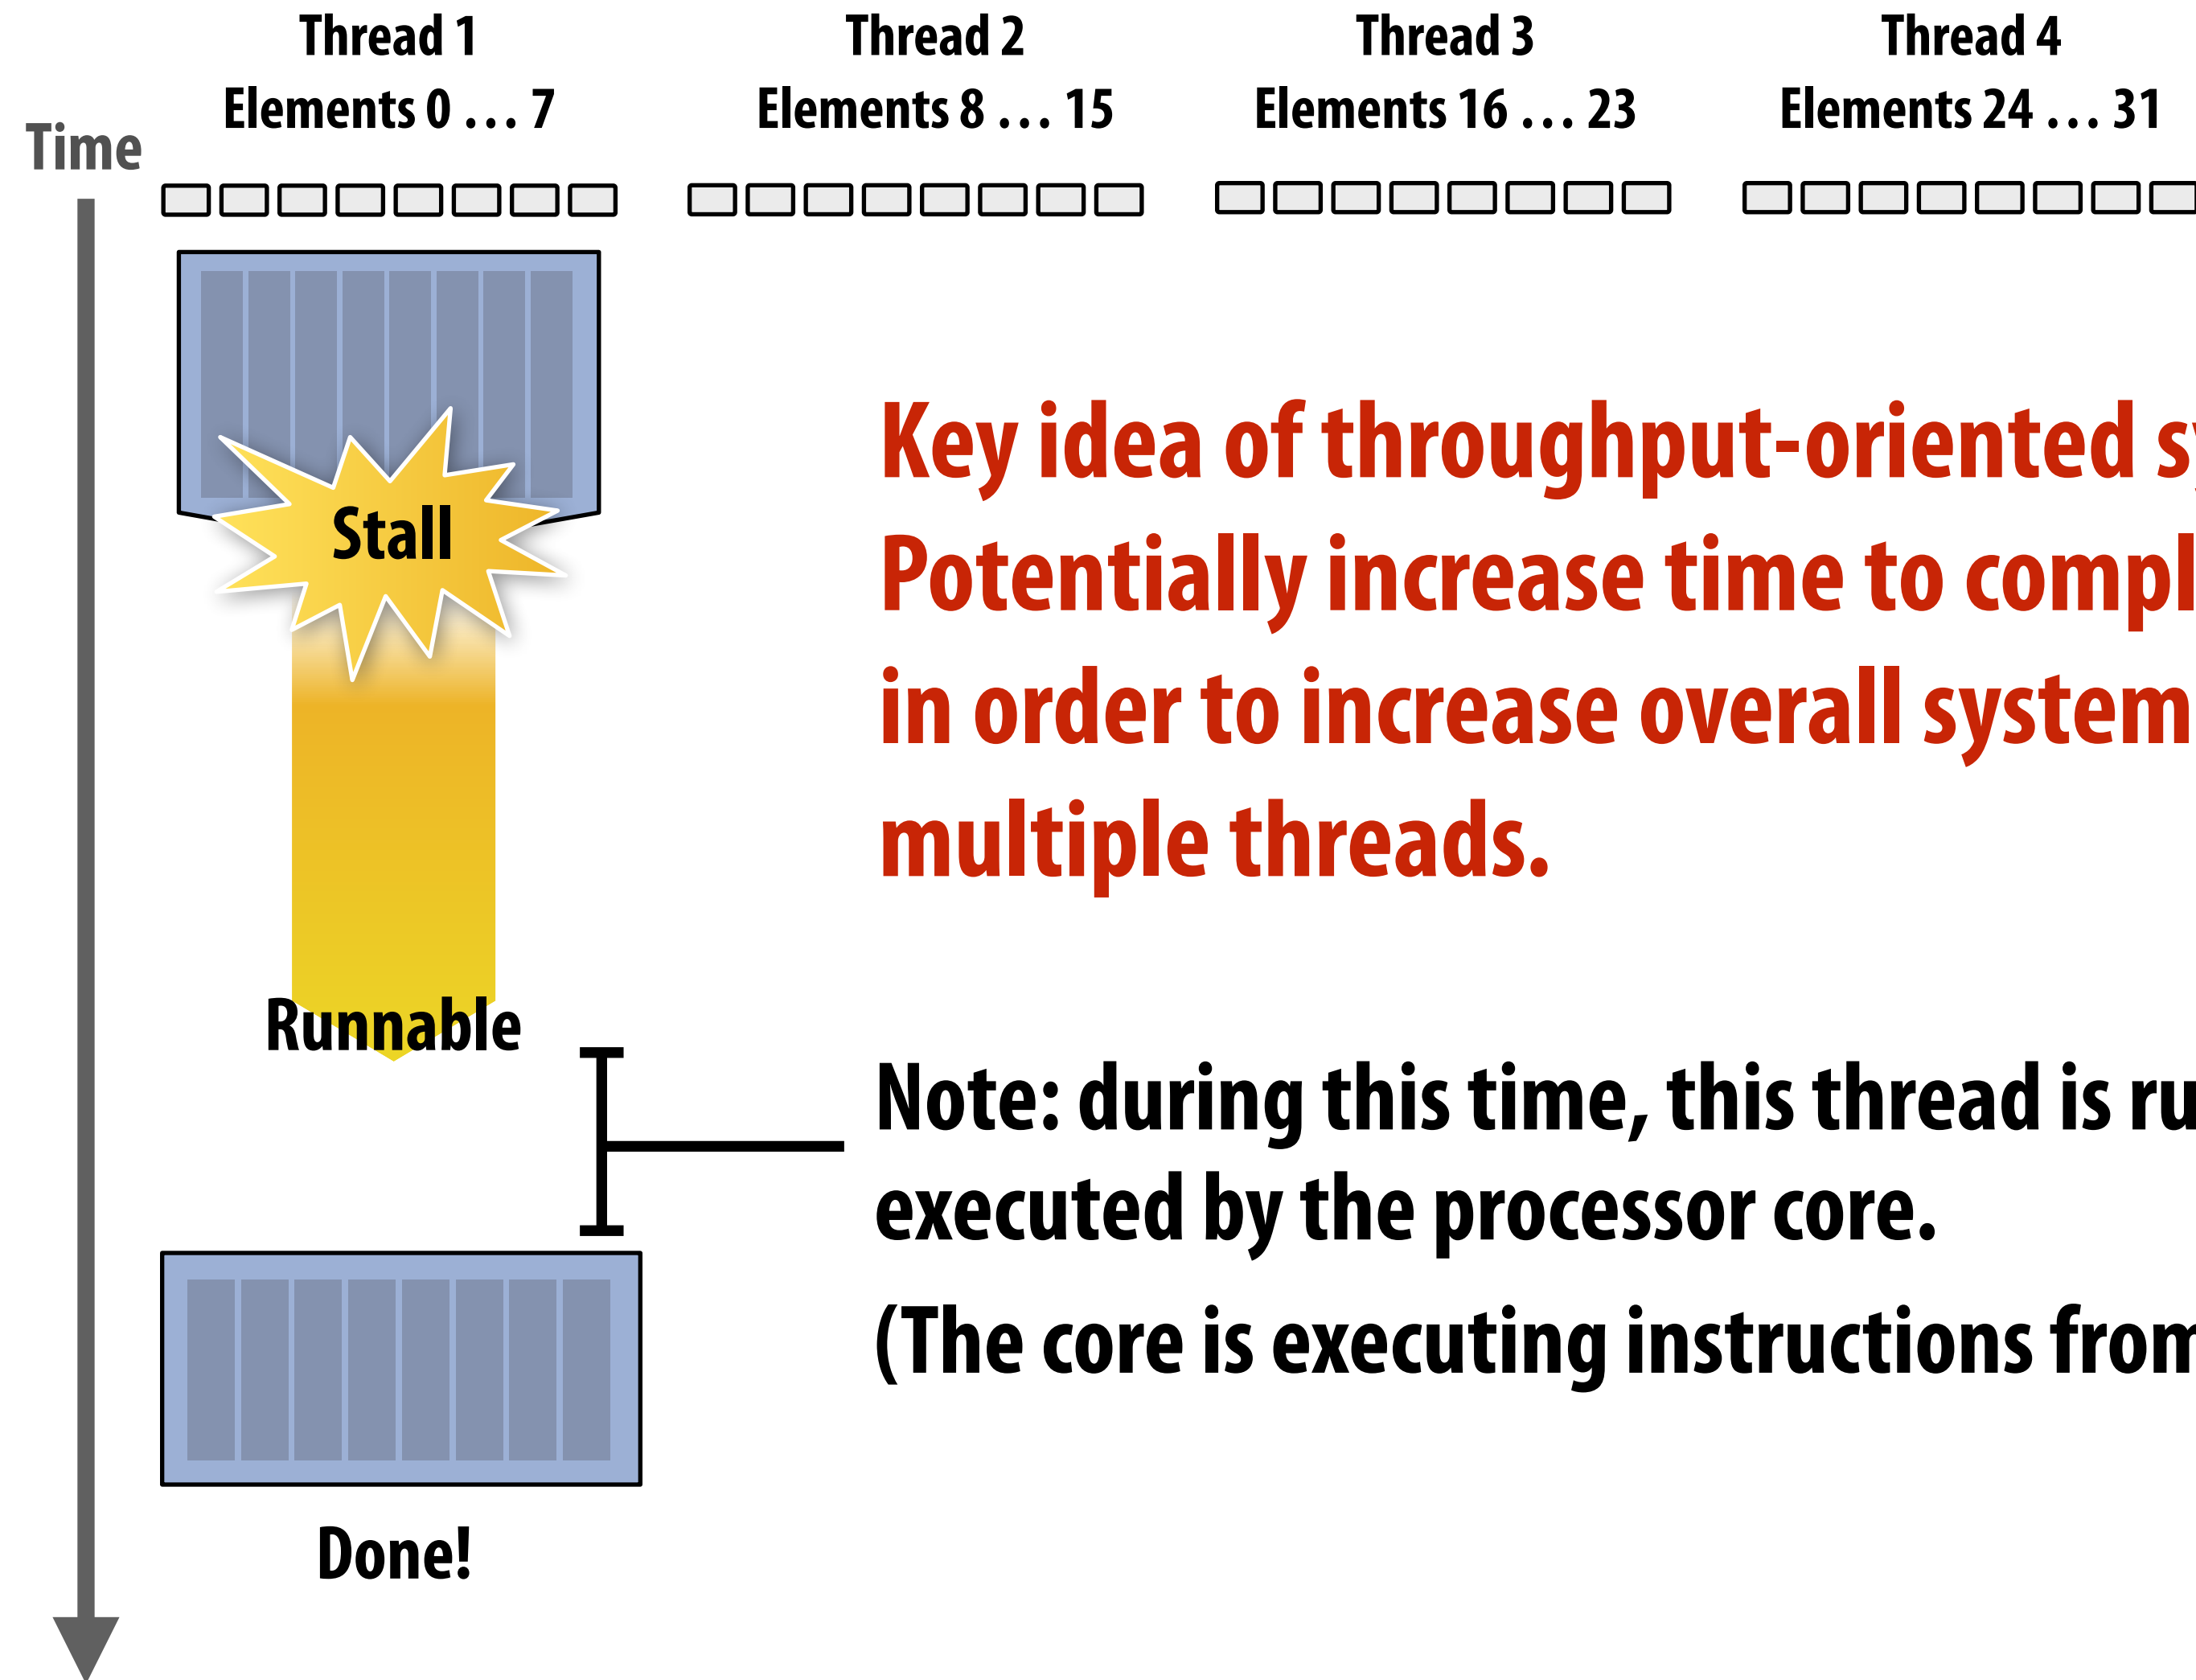 Thread 1
Elements 0 … 7
Thread 2
Elements 8 … 15
Thread 3
Elements 16 … 23
Thread 4
Elements 24 … 31
Time
Stall
Key idea of throughput-oriented
Potentially increase time to
in order to increase overall system
multiple threads.
Runnable
Note: during this time, this thread is
executed by the processor core.
(The core is executing instructions
Done!